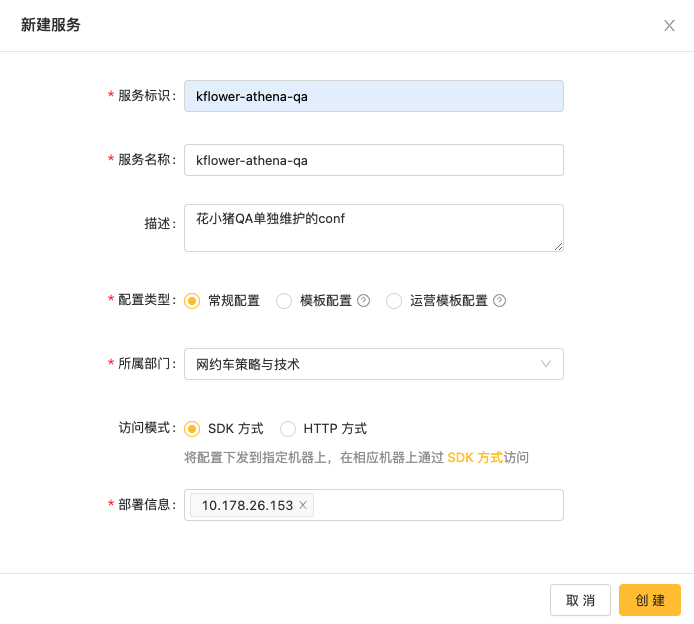 新建服务
* 服务标识： kflower-athena-qa
* 服务名称： kflower-athena-qa
描述： 花小猪QA单独维护的conf
* 配置类型： 常规配置 模板配置 ? 运营模板配置 ?
* 所属部门： 网约车策略与技术
访问模式： SDK 方式 HTTP 方式
将配置下发到指定机器上，在相应机器上通过 SDK 方式访问
* 部署信息： 10.178.26.153
取 消 创 建